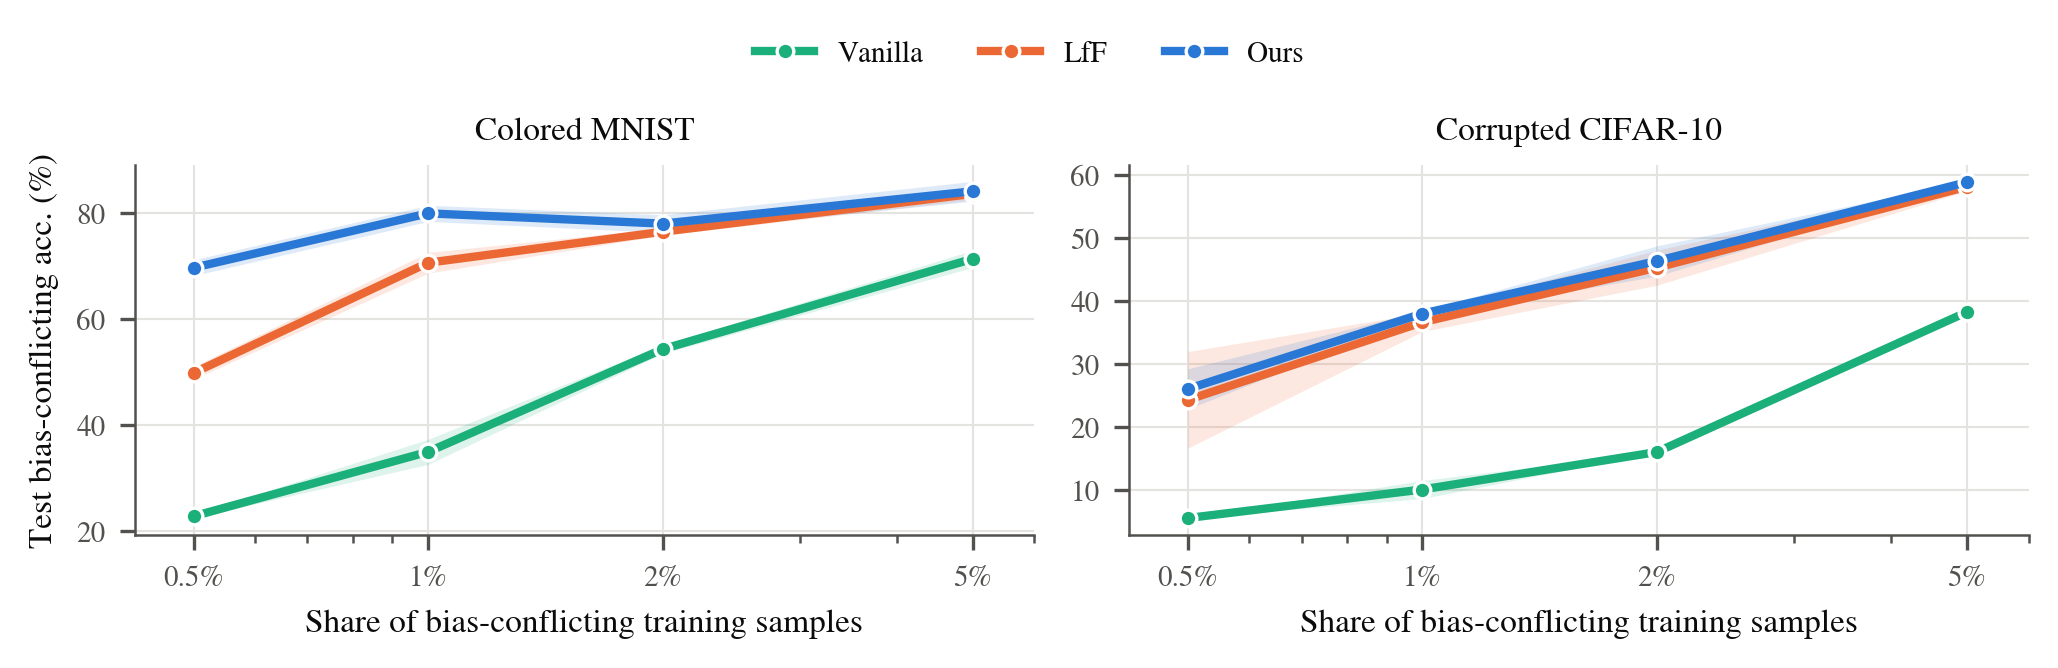 Vanilla LfF Ours
Colored MNIST
Test bias-conflicting acc. (%)
80
60
40
20
0.5% 1% 2% 5%
Share of bias-conflicting training samples
Corrupted CIFAR-10
60
50
40
30
20
10
0.5% 1% 2% 5%
Share of bias-conflicting training samples